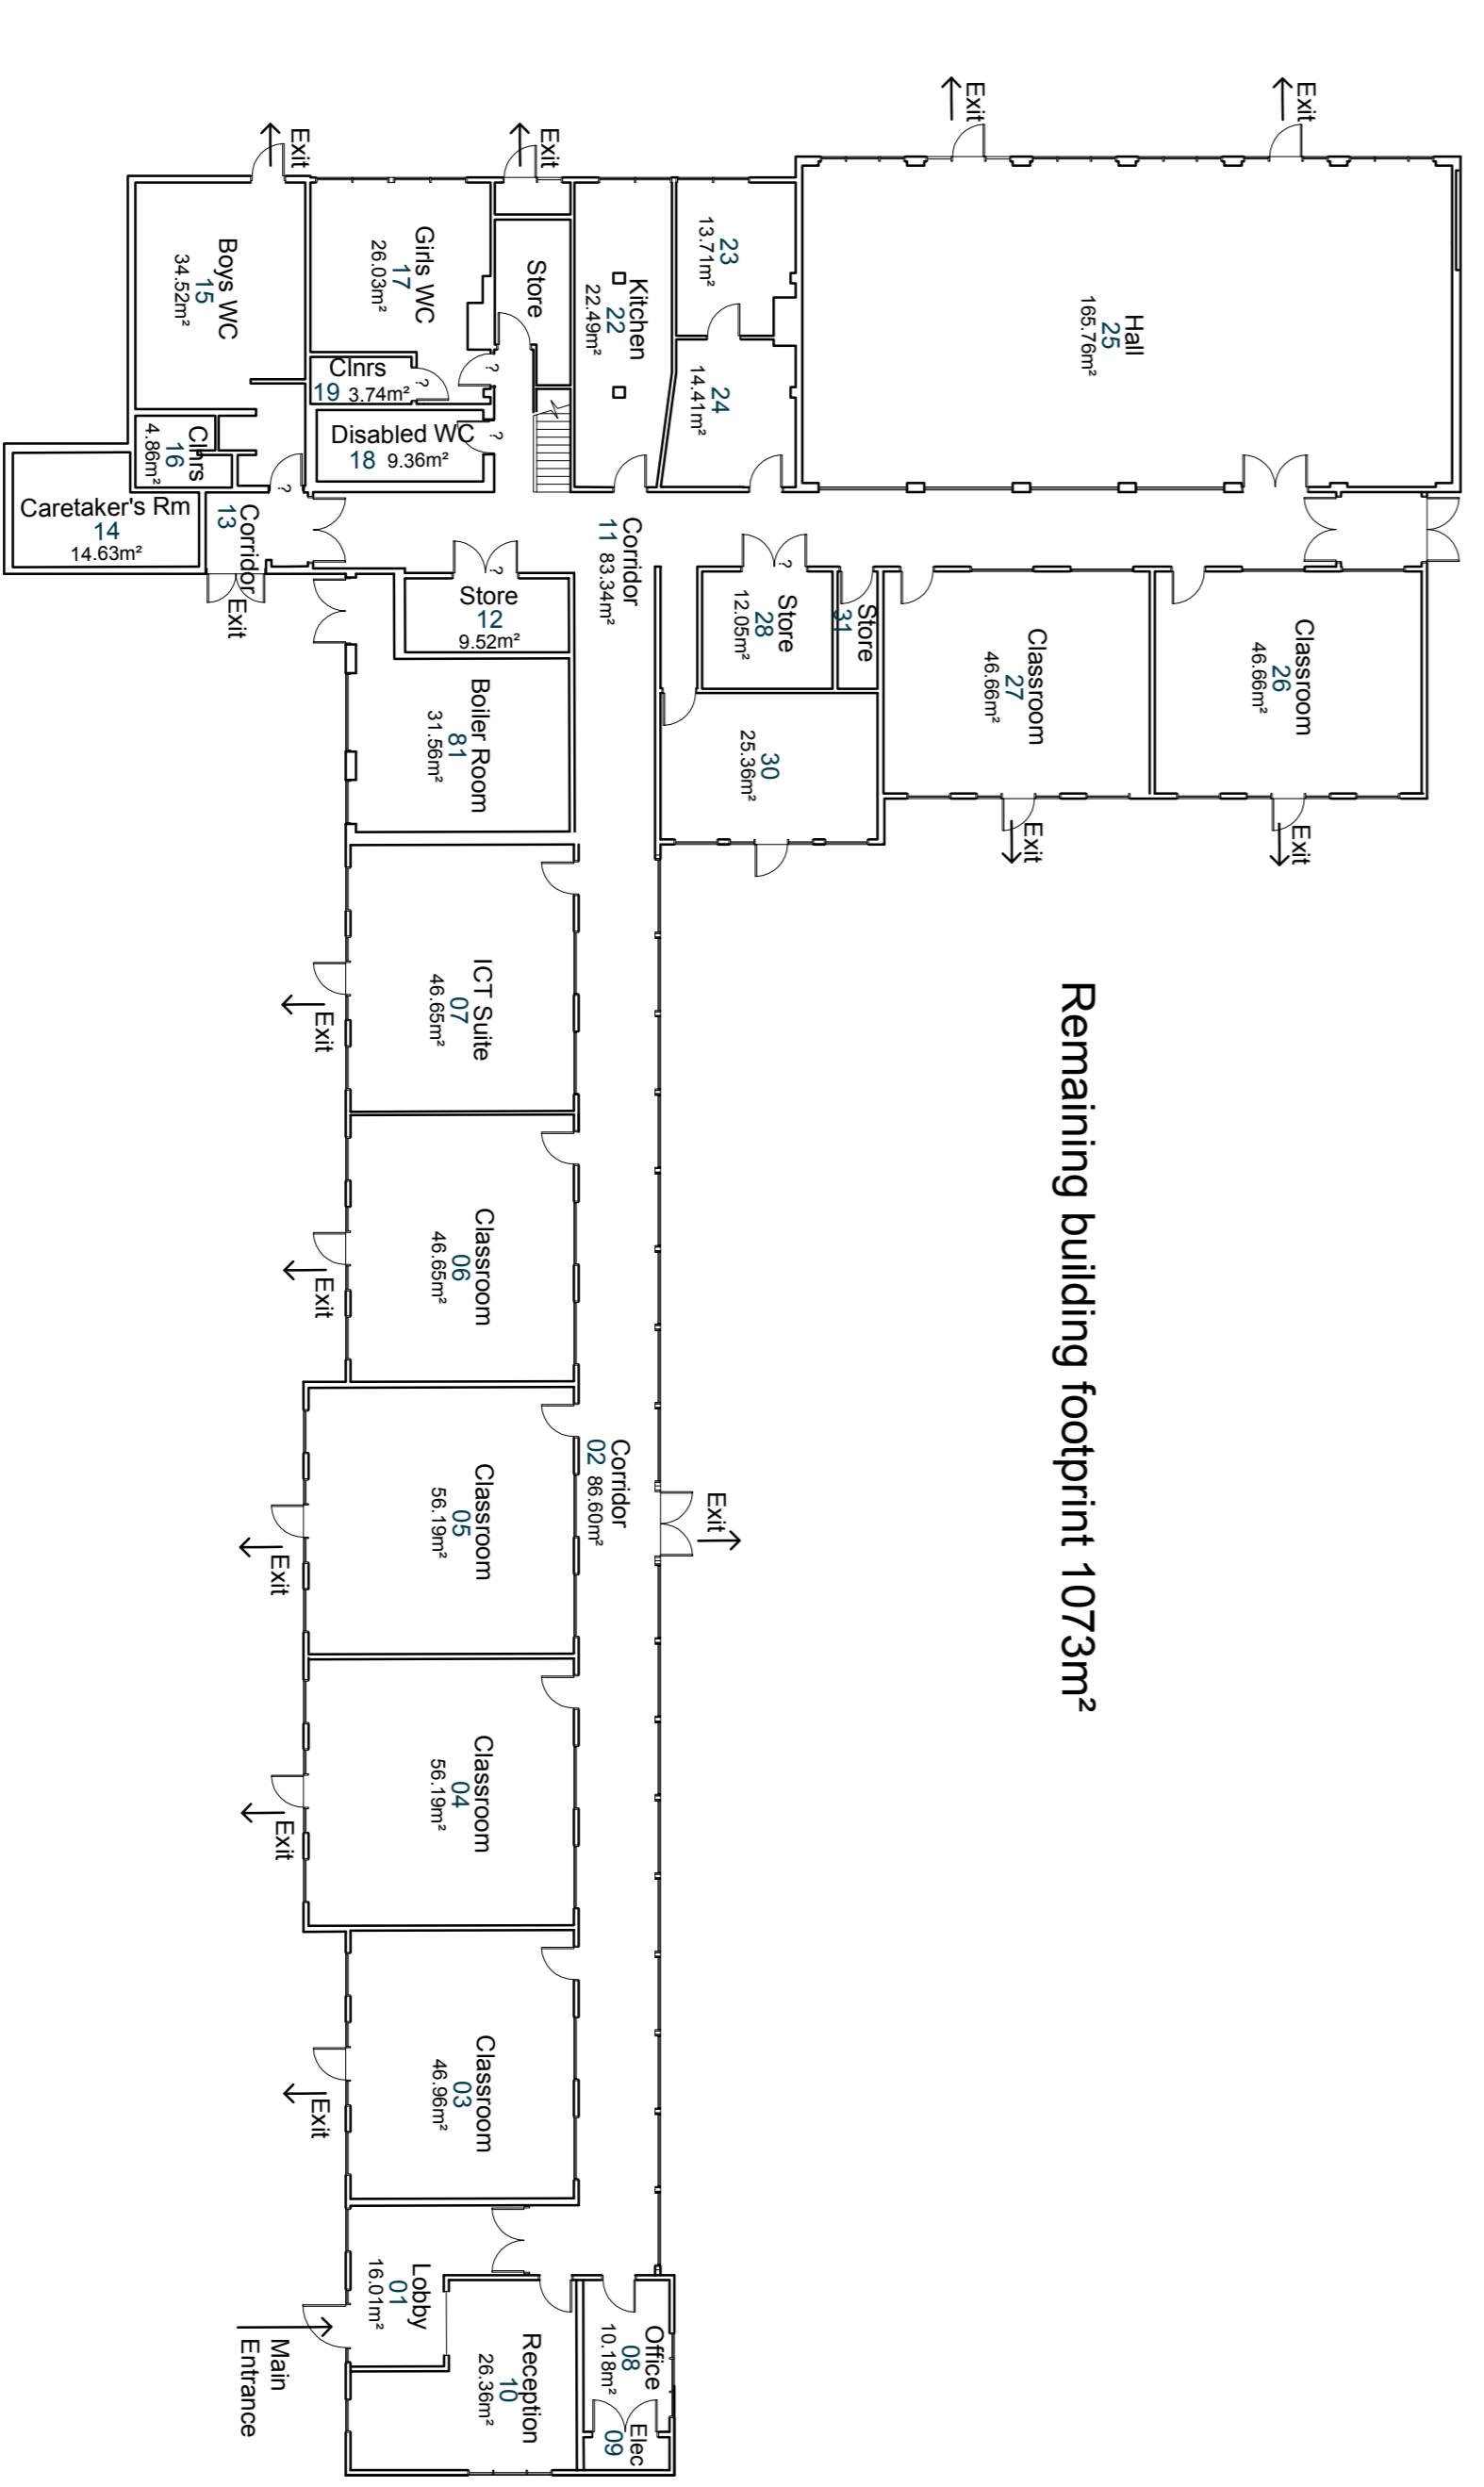 Exit
Exit
Exit
Exit
Hall
25
165.76m²
23
13.71m²
24
14.41m²
Kitchen
22
22.49m²
Store
Girls WC
17
26.03m²
Boys WC
15
34.52m²
Clnrs
19 3.74m²
?
?
Disabled WC
18 9.36m²
?
Clnrs
16
4.86m²
?
Caretaker's Rm
14
14.63m²
Corridor
13
Exit
Corridor
11 83.34m²
?
Store
12
9.52m²
?
Store
28
12.05m²
Store
31
Classroom
27
46.66m²
Classroom
26
46.66m²
Exit
Exit
30
25.36m²
Boiler Room
81
31.56m²
ICT Suite
07
46.65m²
Exit
Classroom
06
46.65m²
Exit
Classroom
05
56.19m²
Exit
Corridor
02 86.60m²
Exit
Classroom
04
56.19m²
Exit
Classroom
03
46.96m²
Exit
Lobby
01
16.01m²
Main
Entrance
Reception
10
26.36m²
Office
08
10.18m²
Elec
09
Remaining building footprint 1073m²